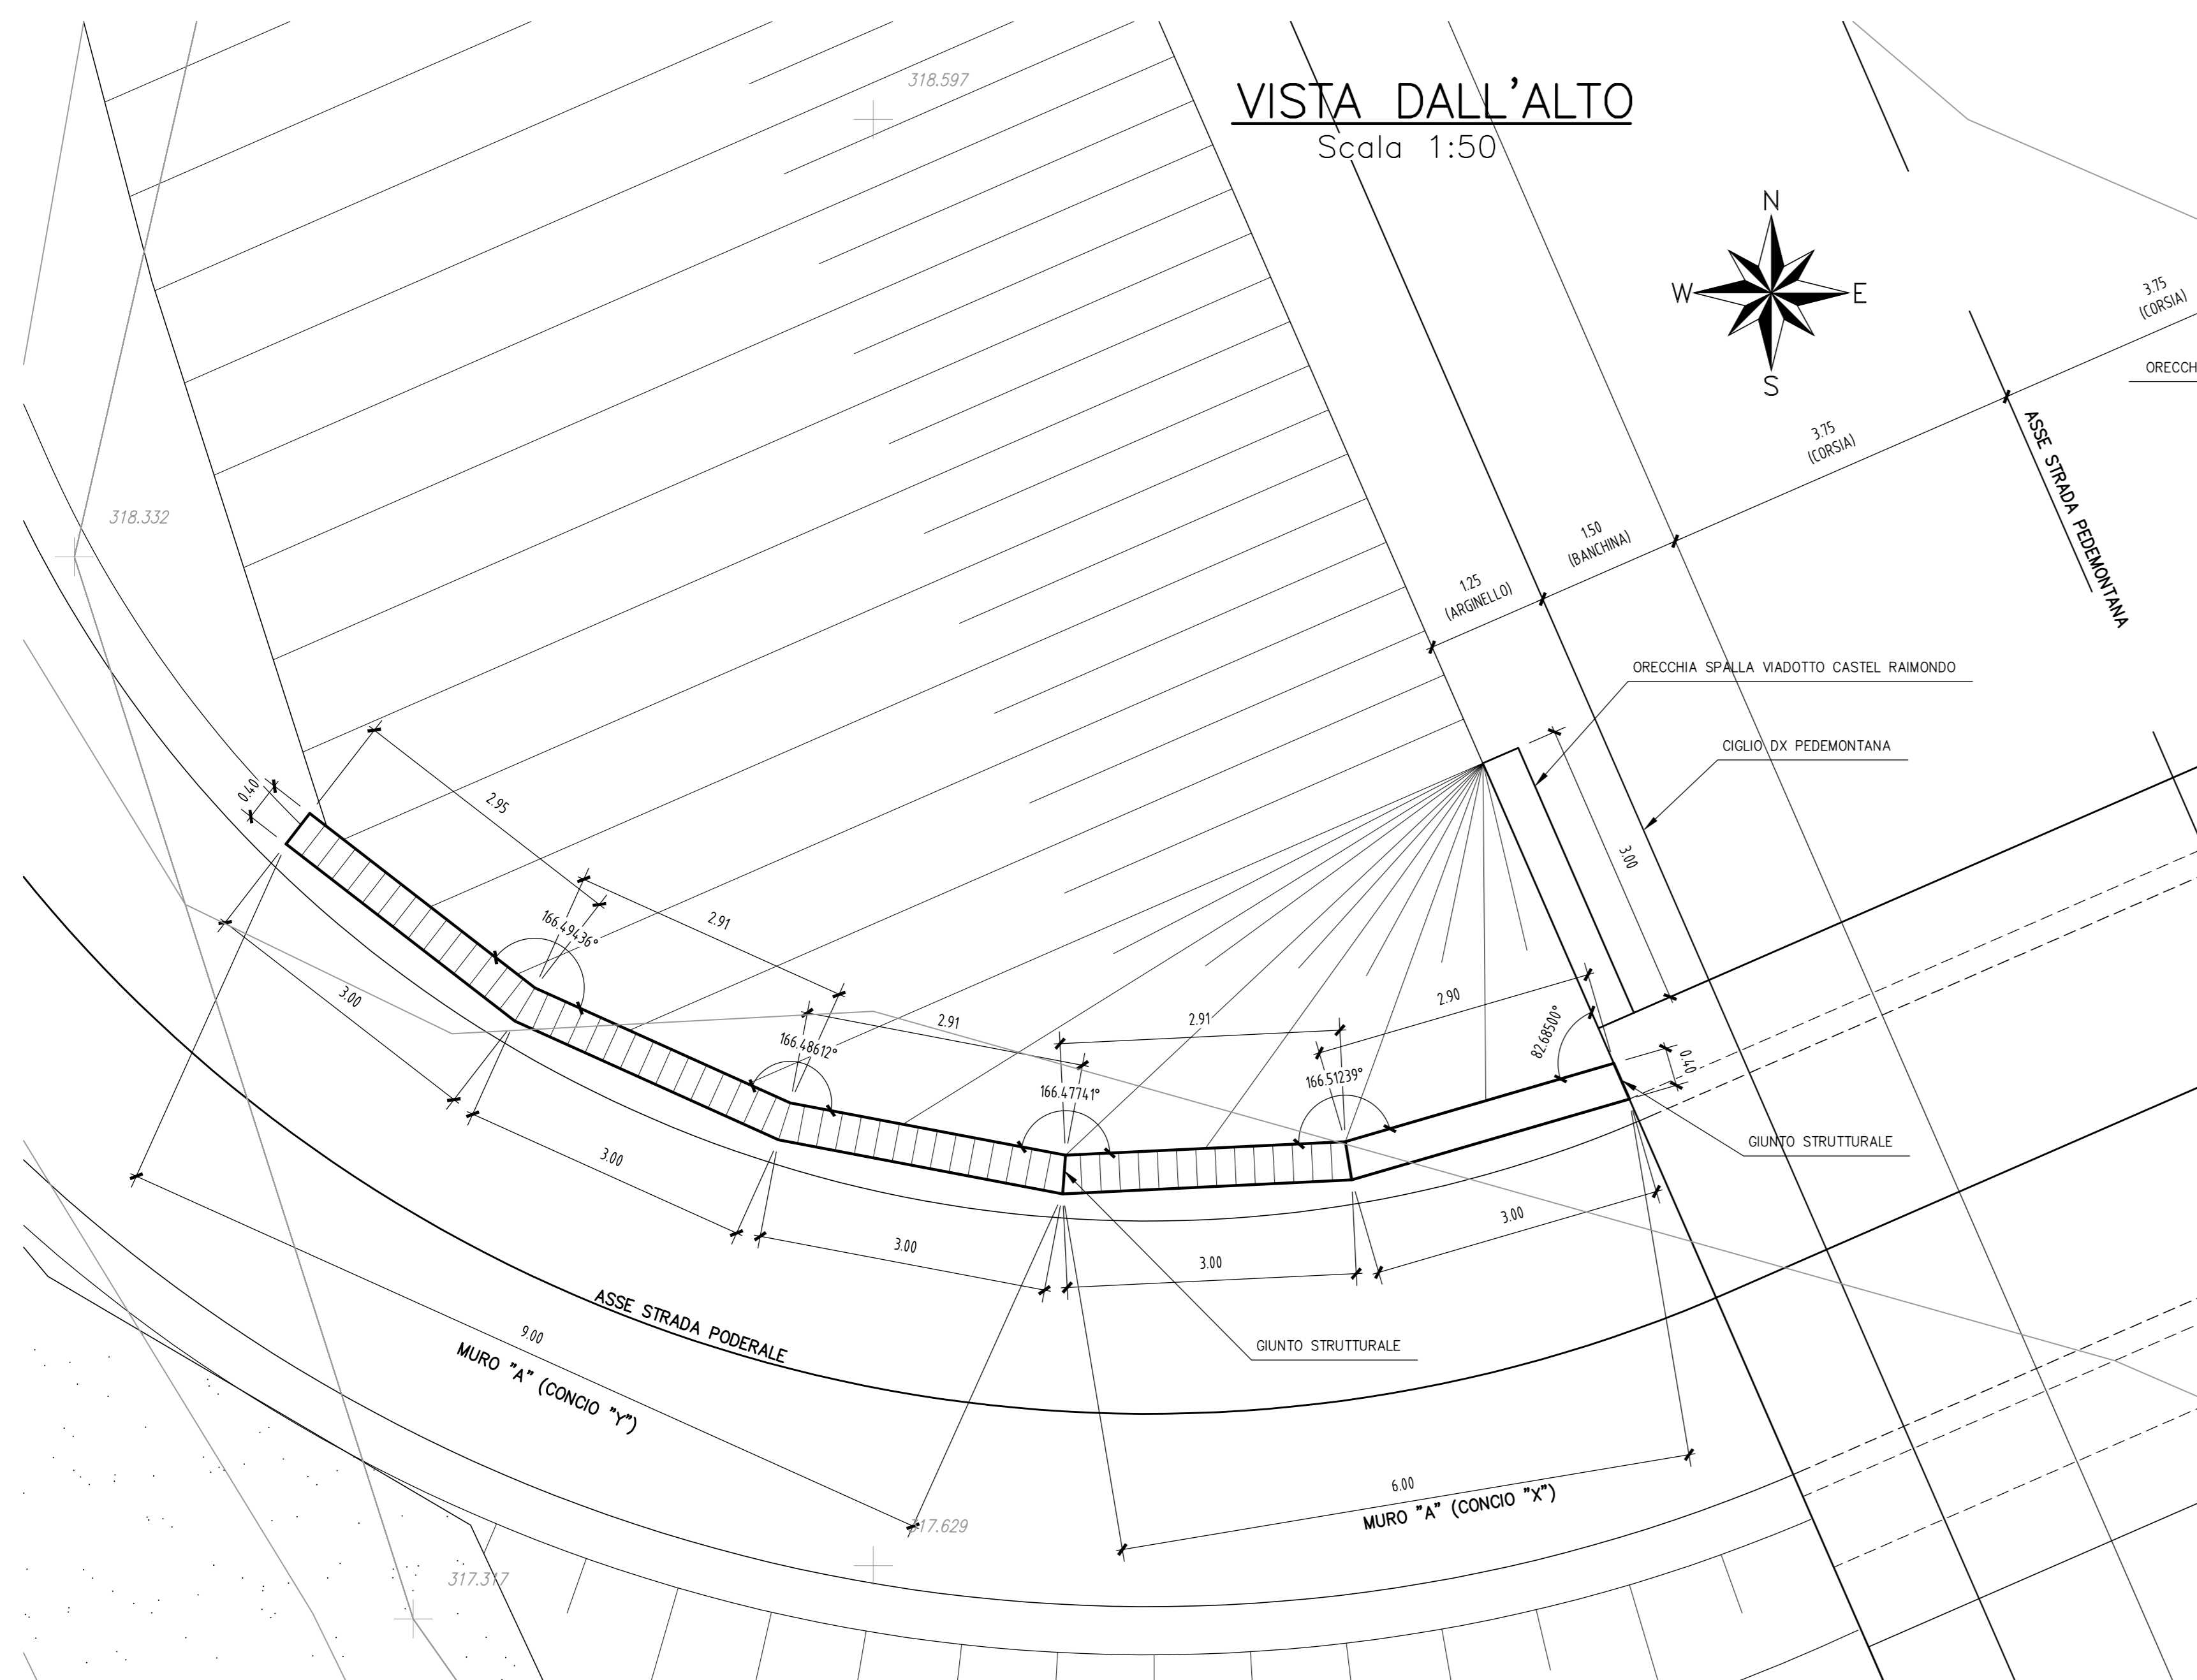 318.597
VISTA DALL'ALTO
Scala 1:50
N
W
E
S
3.75
(CORSIA)
ORECCH
3.75
(CORSIA)
ASSE STRADA PEDEMONTANA
318.332
1.50
(BANCHINA)
1.25
(ARGINELLO)
ORECCHIA SPALLA VIADOTTO CASTEL RAIMONDO
CIGLIO DX PEDEMONTANA
0.40
2.95
3.00
166.49436°
2.91
3.00
2.91
2.91
2.90
82.68500°
166.48612°
166.47741°
166.51239°
0.40
GIUNTO STRUTTURALE
3.00
3.00
3.00
3.00
ASSE STRADA PODERALE
GIUNTO STRUTTURALE
9.00
MURO "A" (CONCIO "Y")
6.00
MURO "A" (CONCIO "X")
317.629
317.317